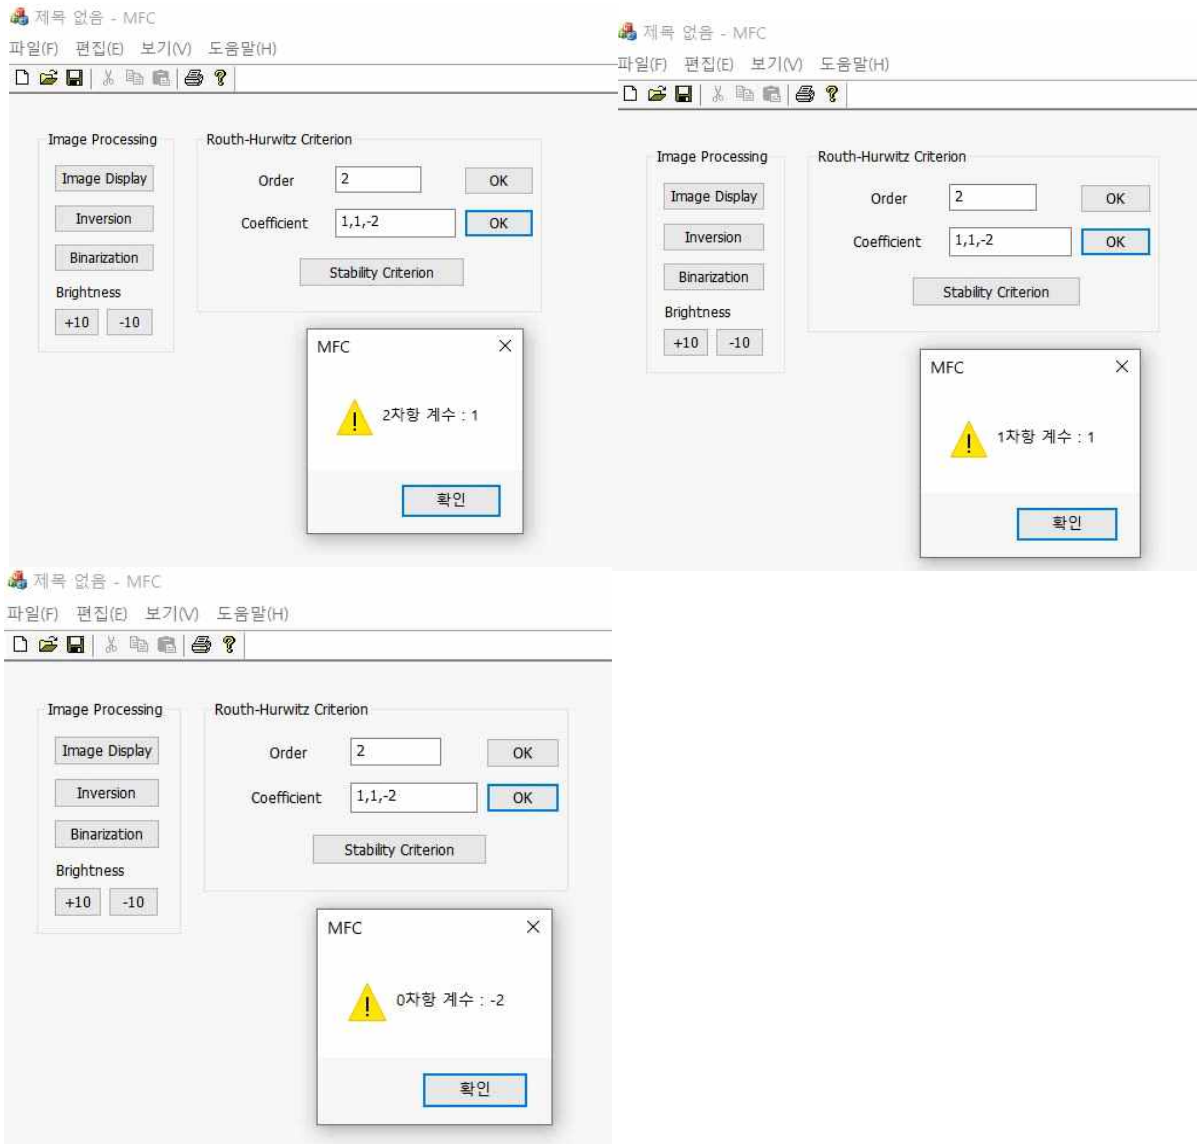 제목 없음 - MFC
파일(F) 편집(E) 보기(V) 도움말(H)
Image Processing
Image Display
Inversion
Binarization
Brightness
+10 -10
Routh-Hurwitz Criterion
Order 2 OK
Coefficient 1,1,-2 OK
Stability Criterion
MFC
2차항 계수 : 1
확인
제목 없음 - MFC
파일(F) 편집(E) 보기(V) 도움말(H)
Image Processing
Image Display
Inversion
Binarization
Brightness
+10 -10
Routh-Hurwitz Criterion
Order 2 OK
Coefficient 1,1,-2 OK
Stability Criterion
MFC
1차항 계수 : 1
확인
제목 없음 - MFC
파일(F) 편집(E) 보기(V) 도움말(H)
Image Processing
Image Display
Inversion
Binarization
Brightness
+10 -10
Routh-Hurwitz Criterion
Order 2 OK
Coefficient 1,1,-2 OK
Stability Criterion
MFC
0차항 계수 : -2
확인